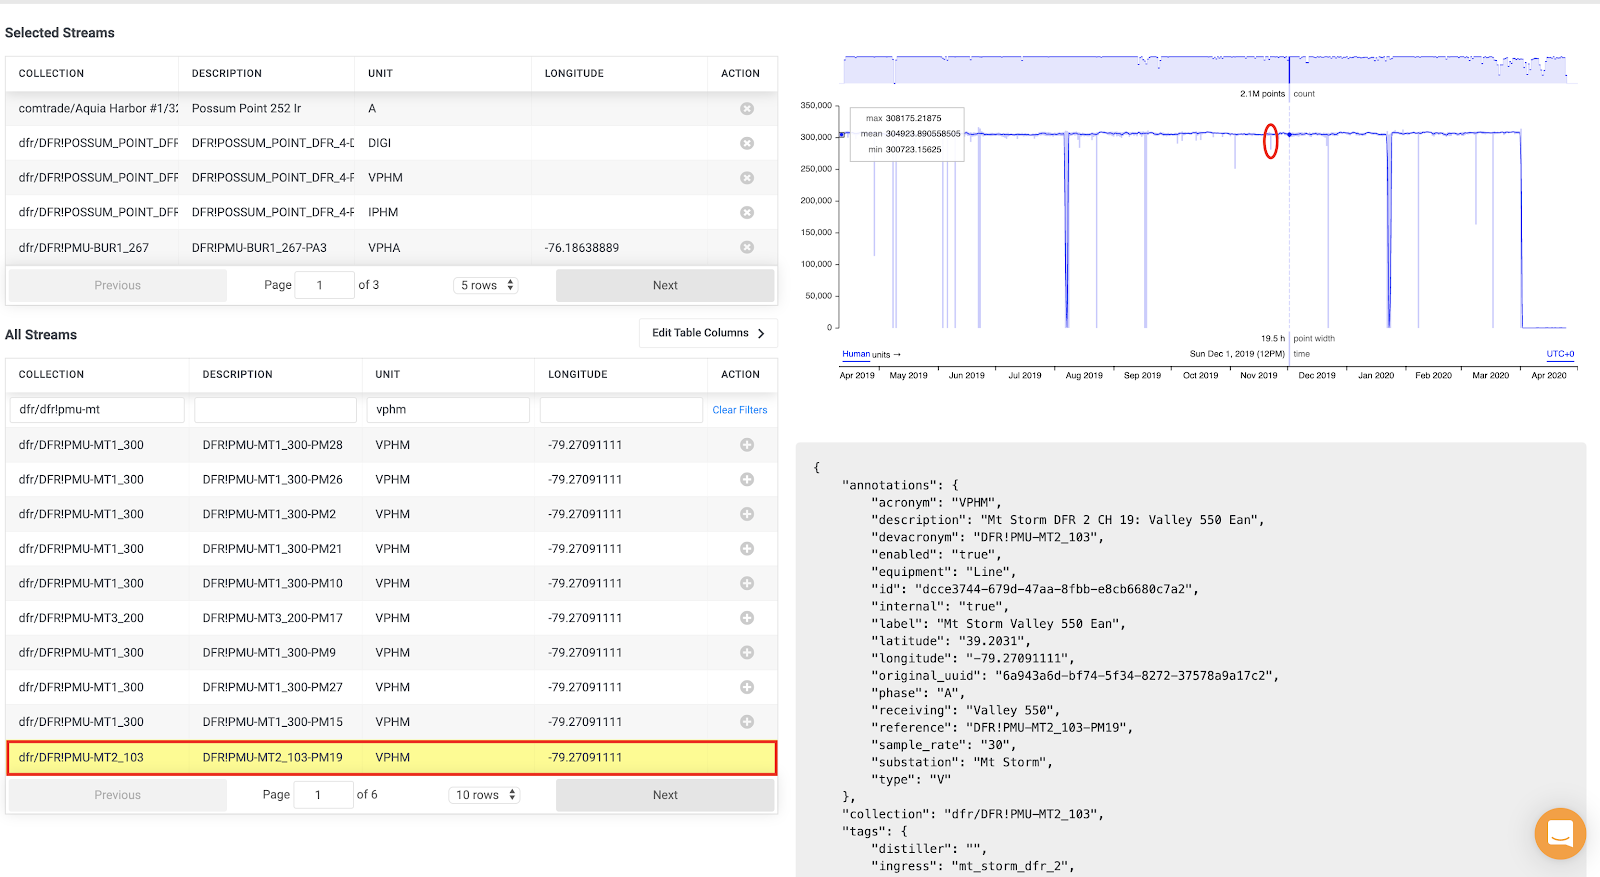 Selected Streams
COLLECTION DESCRIPTION UNIT LONGITUDE ACTION
comtrade/Aquia Harbor #1/32 Possum Point 252 Ir A
dfr/DFR!POSSUM_POINT_DFR DFR!POSSUM_POINT_DFR_4-D DIGI
dfr/DFR!POSSUM_POINT_DFR DFR!POSSUM_POINT_DFR_4-P VPHM
dfr/DFR!POSSUM_POINT_DFR DFR!POSSUM_POINT_DFR_4-P IPHM
dfr/DFR!PMU-BUR1_267 DFR!PMU-BUR1_267-PA3 VPHA -76.18638889
Previous Page 1 of 3 5 rows Next
All Streams Edit Table Columns
COLLECTION DESCRIPTION UNIT LONGITUDE ACTION
dfr/dfr!pmu-mt vphm Clear Filters
dfr/DFR!PMU-MT1_300 DFR!PMU-MT1_300-PM28 VPHM -79.27091111
dfr/DFR!PMU-MT1_300 DFR!PMU-MT1_300-PM26 VPHM -79.27091111
dfr/DFR!PMU-MT1_300 DFR!PMU-MT1_300-PM2 VPHM -79.27091111
dfr/DFR!PMU-MT1_300 DFR!PMU-MT1_300-PM21 VPHM -79.27091111
dfr/DFR!PMU-MT1_300 DFR!PMU-MT1_300-PM10 VPHM -79.27091111
dfr/DFR!PMU-MT3_200 DFR!PMU-MT3_200-PM17 VPHM -79.27091111
dfr/DFR!PMU-MT1_300 DFR!PMU-MT1_300-PM9 VPHM -79.27091111
dfr/DFR!PMU-MT1_300 DFR!PMU-MT1_300-PM27 VPHM -79.27091111
dfr/DFR!PMU-MT1_300 DFR!PMU-MT1_300-PM15 VPHM -79.27091111
dfr/DFR!PMU-MT2_103 DFR!PMU-MT2_103-PM19 VPHM -79.27091111
Previous Page 1 of 6 10 rows Next
2.1M points count
350,000
300,000
250,000
200,000
150,000
100,000
50,000
0
max 308175.21875
mean 304923.890558505
min 300723.15625
19.5 h point width
Human units → Sun Dec 1, 2019 (12PM) time UTC+0
Apr 2019 May 2019 Jun 2019 Jul 2019 Aug 2019 Sep 2019 Oct 2019 Nov 2019 Dec 2019 Jan 2020 Feb 2020 Mar 2020 Apr 2020
{
"annotations": {
"acronym": "VPHM",
"description": "Mt Storm DFR 2 CH 19: Valley 550 Ean",
"devacronym": "DFR!PMU-MT2_103",
"enabled": "true",
"equipment": "Line",
"id": "dcce3744-679d-47aa-8fbb-e8cb6680c7a2",
"internal": "true",
"label": "Mt Storm Valley 550 Ean",
"latitude": "39.2031",
"longitude": "-79.27091111",
"original_uuid": "6a943a6d-bf74-5f34-8272-37578a9a17c2",
"phase": "A",
"receiving": "Valley 550",
"reference": "DFR!PMU-MT2_103-PM19",
"sample_rate": "30",
"substation": "Mt Storm",
"type": "V"
},
"collection": "dfr/DFR!PMU-MT2_103",
"tags": {
"distiller": "",
"ingress": "mt_storm_dfr_2",